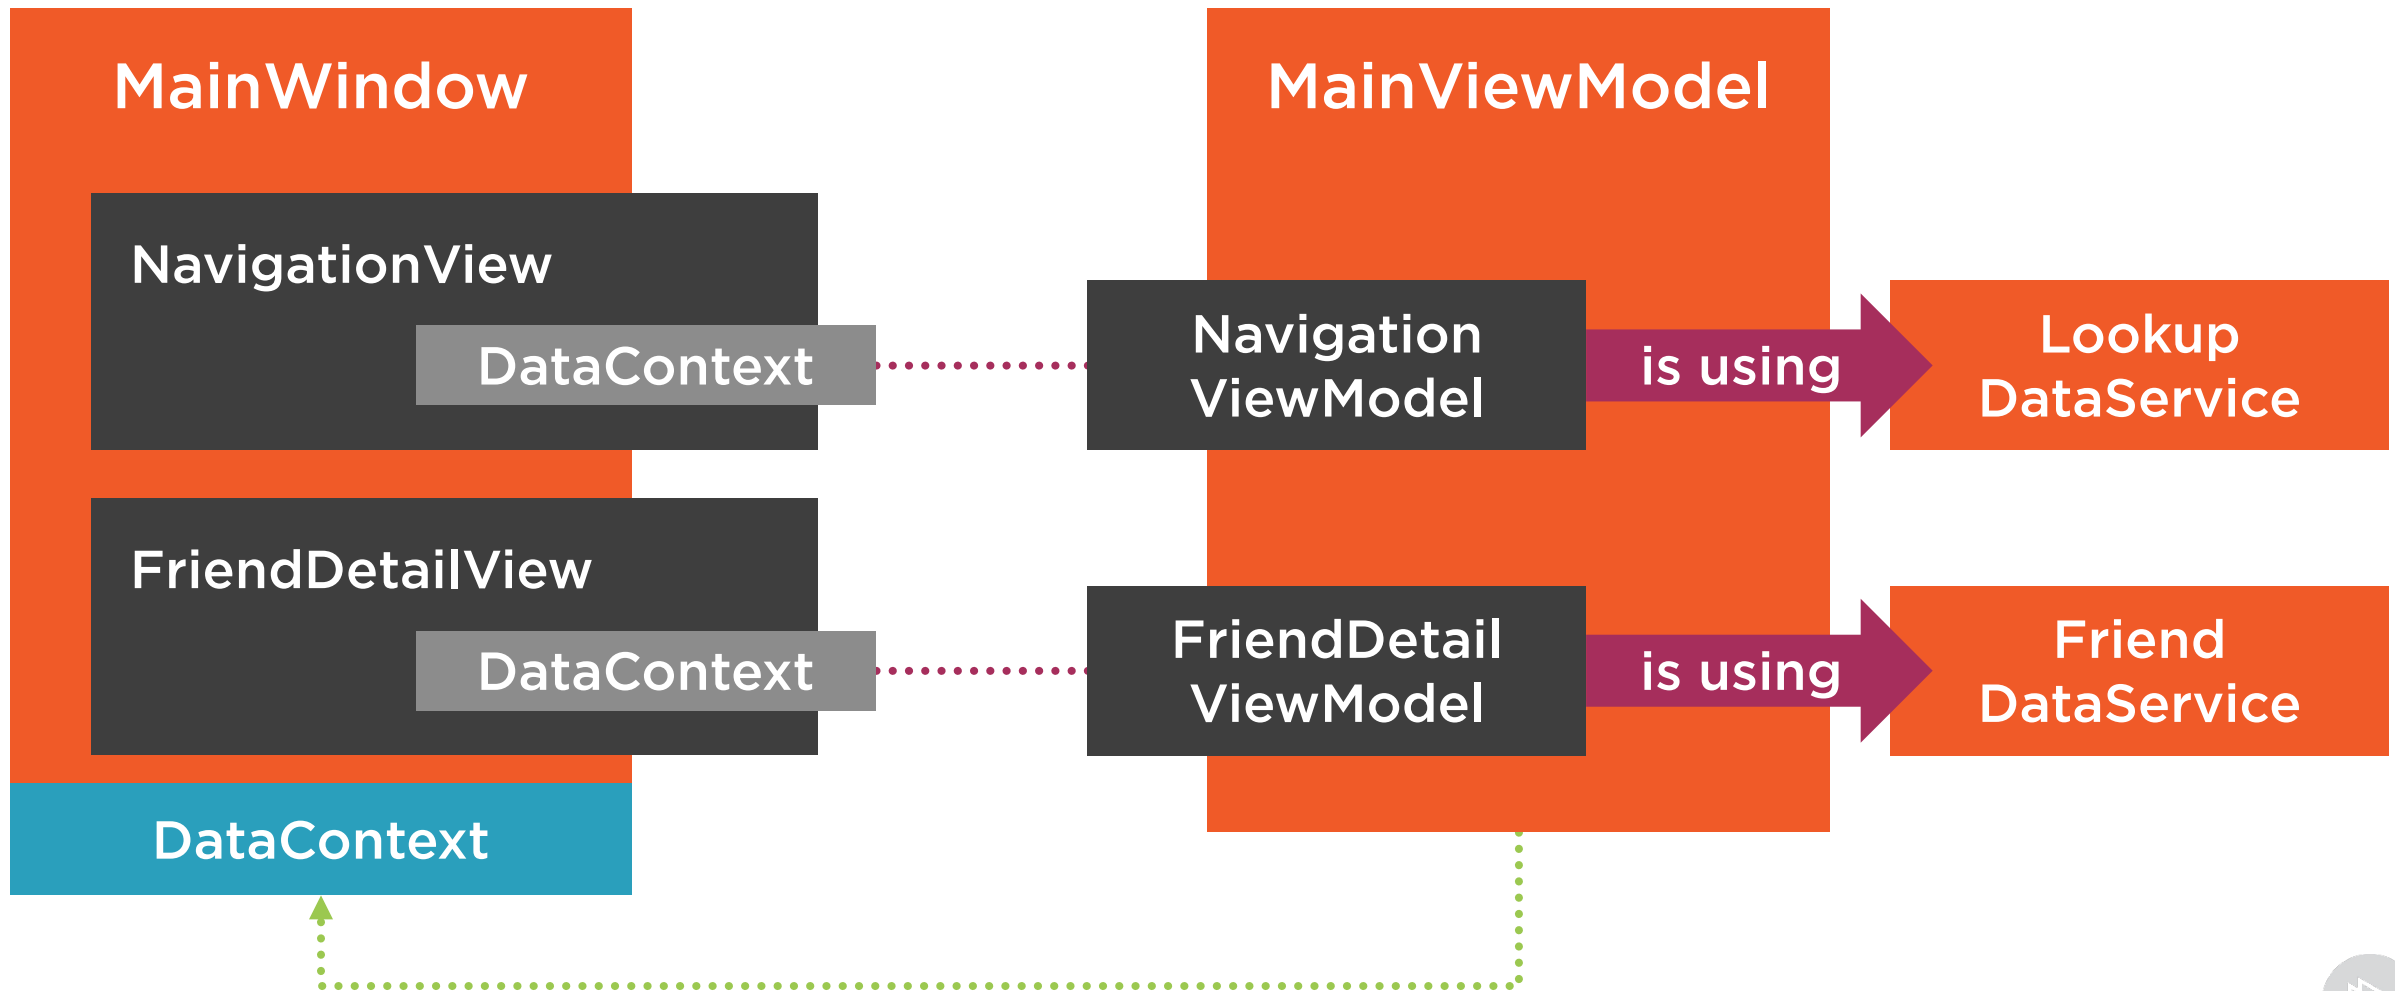 MainWindow
NavigationView
DataContext
FriendDetailView
DataContext
DataContext
MainViewModel
Navigation
ViewModel
is using
Lookup
DataService
FriendDetail
ViewModel
is using
Friend
DataService